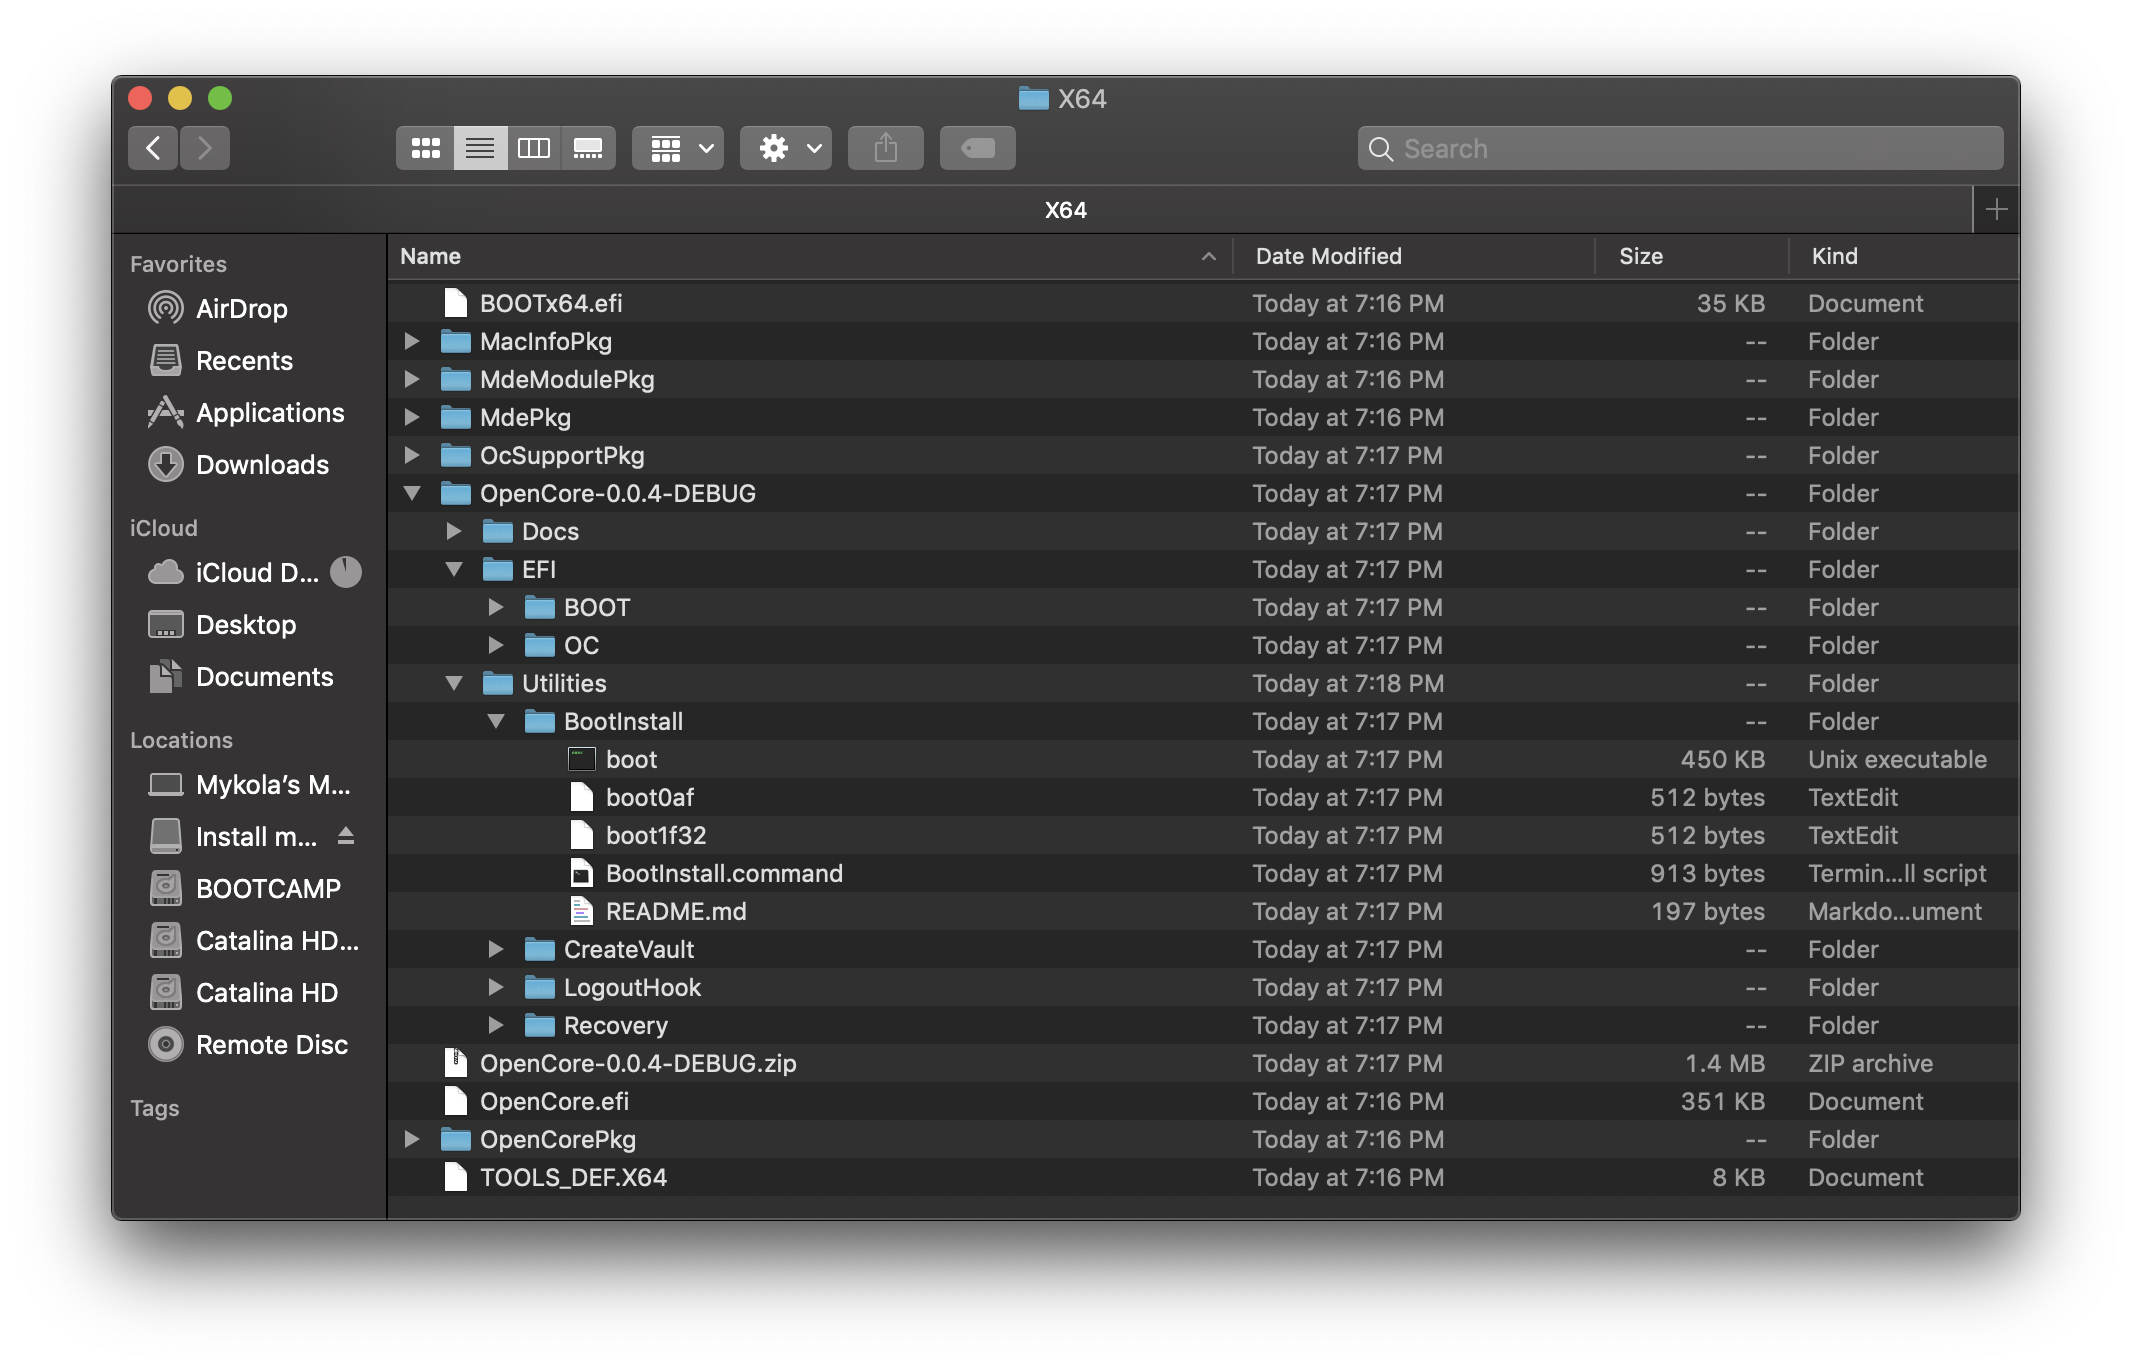 X64
Search
X64
Name Date Modified Size Kind
Favorites
AirDrop
Recents
Applications
Downloads
iCloud
iCloud D...
Desktop
Documents
Locations
Mykola’s M...
Install m...
BOOTCAMP
Catalina HD...
Catalina HD
Remote Disc
Tags
BOOTx64.efi Today at 7:16 PM 35 KB Document
MacInfoPkg Today at 7:16 PM -- Folder
MdeModulePkg Today at 7:16 PM -- Folder
MdePkg Today at 7:16 PM -- Folder
OcSupportPkg Today at 7:17 PM -- Folder
OpenCore-0.0.4-DEBUG Today at 7:17 PM -- Folder
Docs Today at 7:17 PM -- Folder
EFI Today at 7:17 PM -- Folder
BOOT Today at 7:17 PM -- Folder
OC Today at 7:17 PM -- Folder
Utilities Today at 7:18 PM -- Folder
BootInstall Today at 7:17 PM -- Folder
boot Today at 7:17 PM 450 KB Unix executable
boot0af Today at 7:17 PM 512 bytes TextEdit
boot1f32 Today at 7:17 PM 512 bytes TextEdit
BootInstall.command Today at 7:17 PM 913 bytes Termin...ll script
README.md Today at 7:17 PM 197 bytes Markdo...ument
CreateVault Today at 7:17 PM -- Folder
LogoutHook Today at 7:17 PM -- Folder
Recovery Today at 7:17 PM -- Folder
OpenCore-0.0.4-DEBUG.zip Today at 7:17 PM 1.4 MB ZIP archive
OpenCore.efi Today at 7:16 PM 351 KB Document
OpenCorePkg Today at 7:16 PM -- Folder
TOOLS_DEF.X64 Today at 7:16 PM 8 KB Document